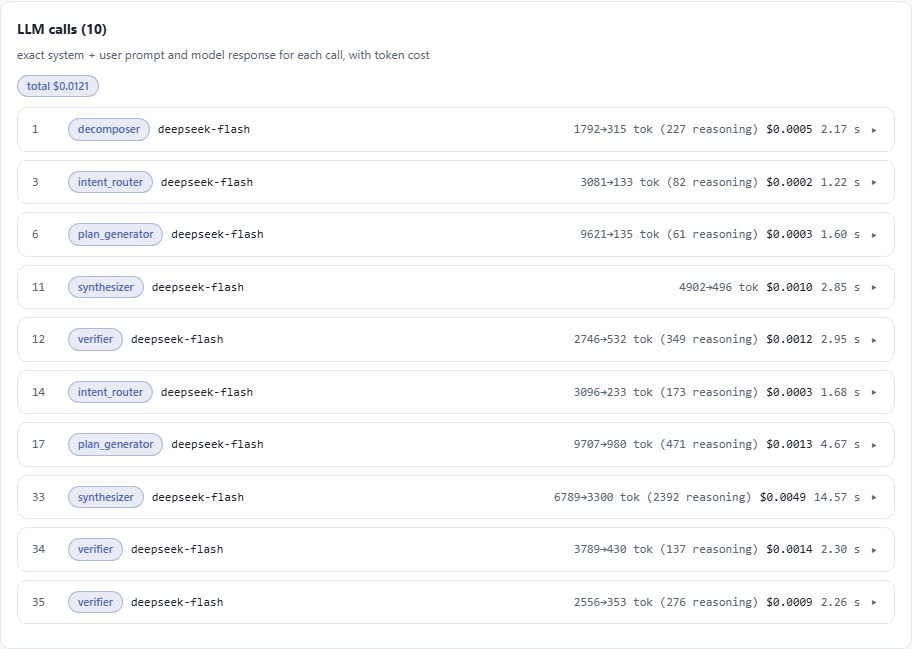 LLM calls (10)
exact system + user prompt and model response for each call, with token cost
total $0.0121
1 decomposer deepseek-flash 1792→315 tok (227 reasoning) $0.0005 2.17 s ▸
3 intent_router deepseek-flash 3081→133 tok (82 reasoning) $0.0002 1.22 s ▸
6 plan_generator deepseek-flash 9621→135 tok (61 reasoning) $0.0003 1.60 s ▸
11 synthesizer deepseek-flash 4902→496 tok $0.0010 2.85 s ▸
12 verifier deepseek-flash 2746→532 tok (349 reasoning) $0.0012 2.95 s ▸
14 intent_router deepseek-flash 3096→233 tok (173 reasoning) $0.0003 1.68 s ▸
17 plan_generator deepseek-flash 9707→980 tok (471 reasoning) $0.0013 4.67 s ▸
33 synthesizer deepseek-flash 6789→3300 tok (2392 reasoning) $0.0049 14.57 s ▸
34 verifier deepseek-flash 3789→430 tok (137 reasoning) $0.0014 2.30 s ▸
35 verifier deepseek-flash 2556→353 tok (276 reasoning) $0.0009 2.26 s ▸